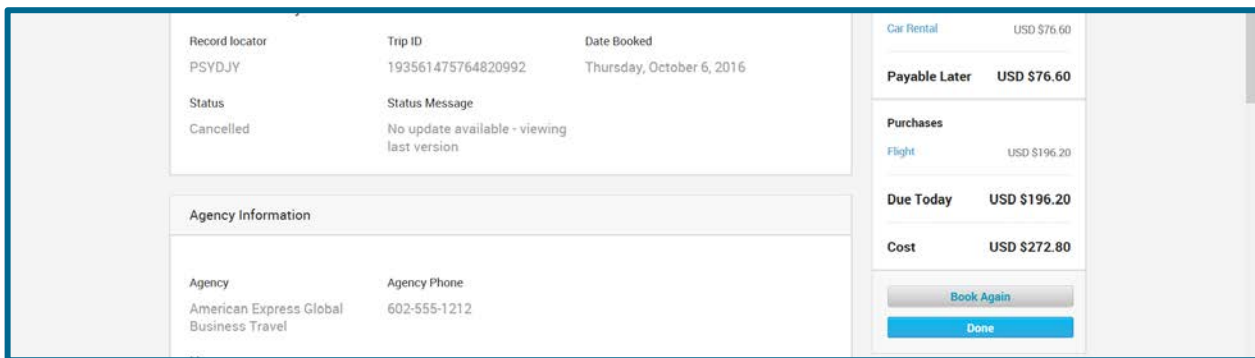 Record locator Trip ID Date Booked
PSYDJY 193561475764820992 Thursday, October 6, 2016
Status Status Message
Cancelled No update available - viewing
last version
Agency Information
Agency Agency Phone
American Express Global 602-555-1212
Business Travel
Car Rental USD $76.60
Payable Later USD $76.60
Purchases
Flight USD $196.20
Due Today USD $196.20
Cost USD $272.80
Book Again
Done